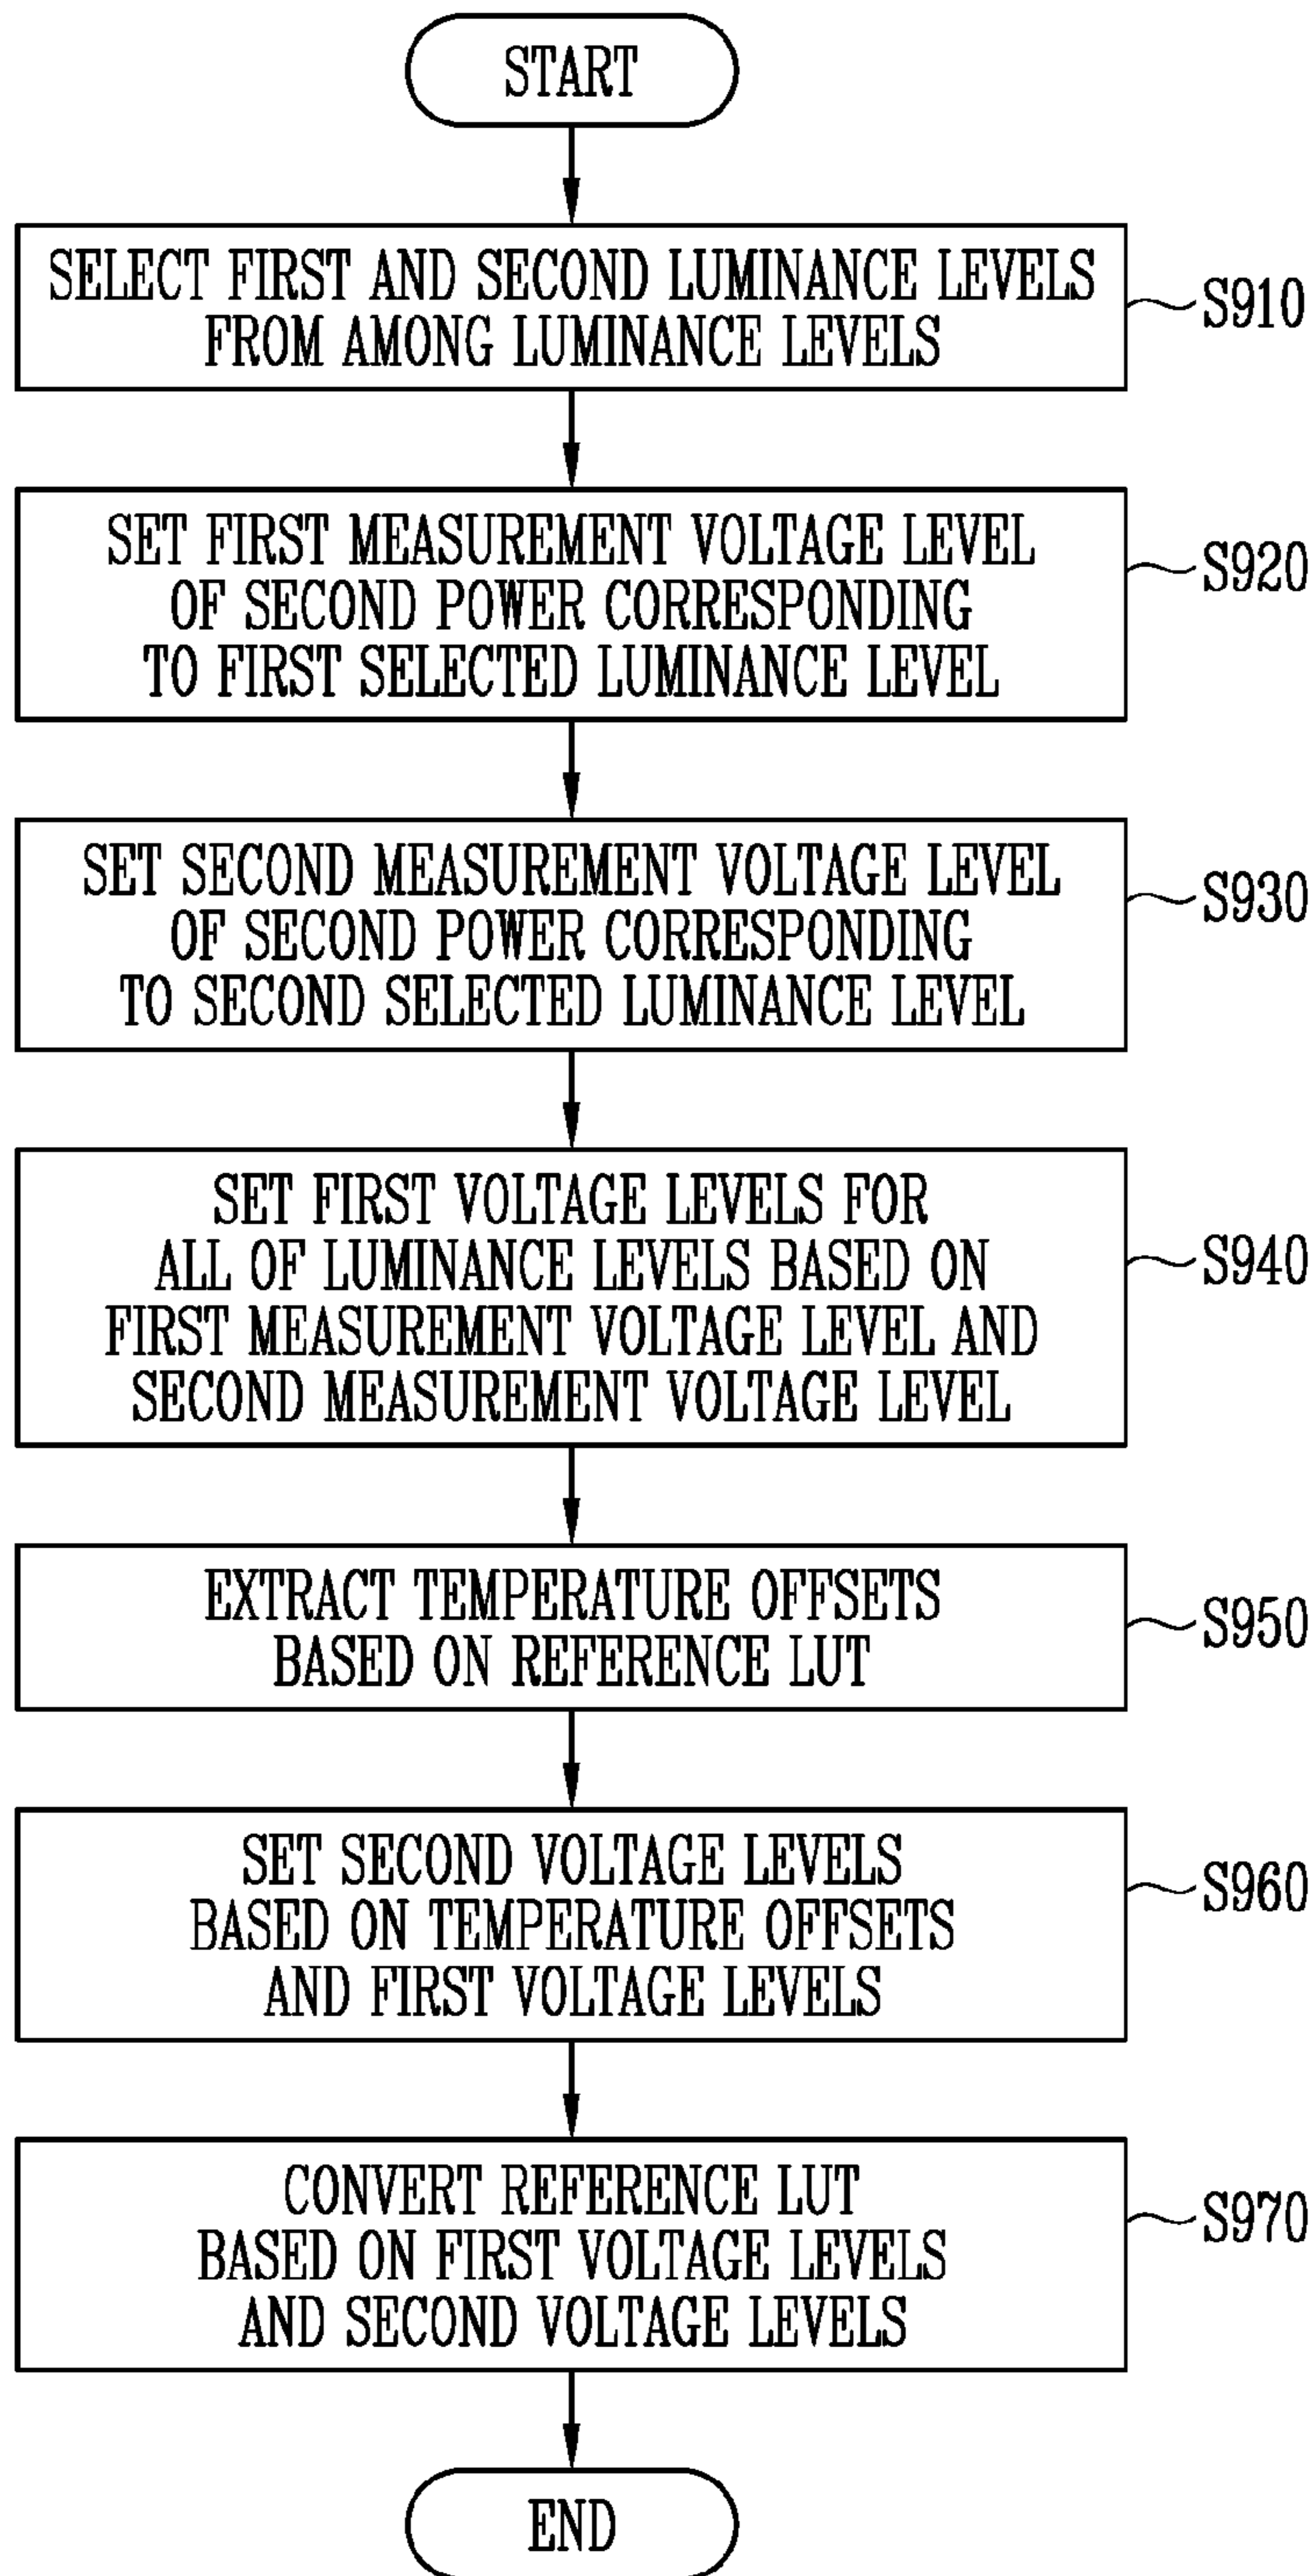 START
SELECT FIRST AND SECOND LUMINANCE LEVELS
FROM AMONG LUMINANCE LEVELS
S910
SET FIRST MEASUREMENT VOLTAGE LEVEL
OF SECOND POWER CORRESPONDING
TO FIRST SELECTED LUMINANCE LEVEL
S920
SET SECOND MEASUREMENT VOLTAGE LEVEL
OF SECOND POWER CORRESPONDING
TO SECOND SELECTED LUMINANCE LEVEL
S930
SET FIRST VOLTAGE LEVELS FOR
ALL OF LUMINANCE LEVELS BASED ON
FIRST MEASUREMENT VOLTAGE LEVEL AND
SECOND MEASUREMENT VOLTAGE LEVEL
S940
EXTRACT TEMPERATURE OFFSETS
BASED ON REFERENCE LUT
S950
SET SECOND VOLTAGE LEVELS
BASED ON TEMPERATURE OFFSETS
AND FIRST VOLTAGE LEVELS
S960
CONVERT REFERENCE LUT
BASED ON FIRST VOLTAGE LEVELS
AND SECOND VOLTAGE LEVELS
S970
END